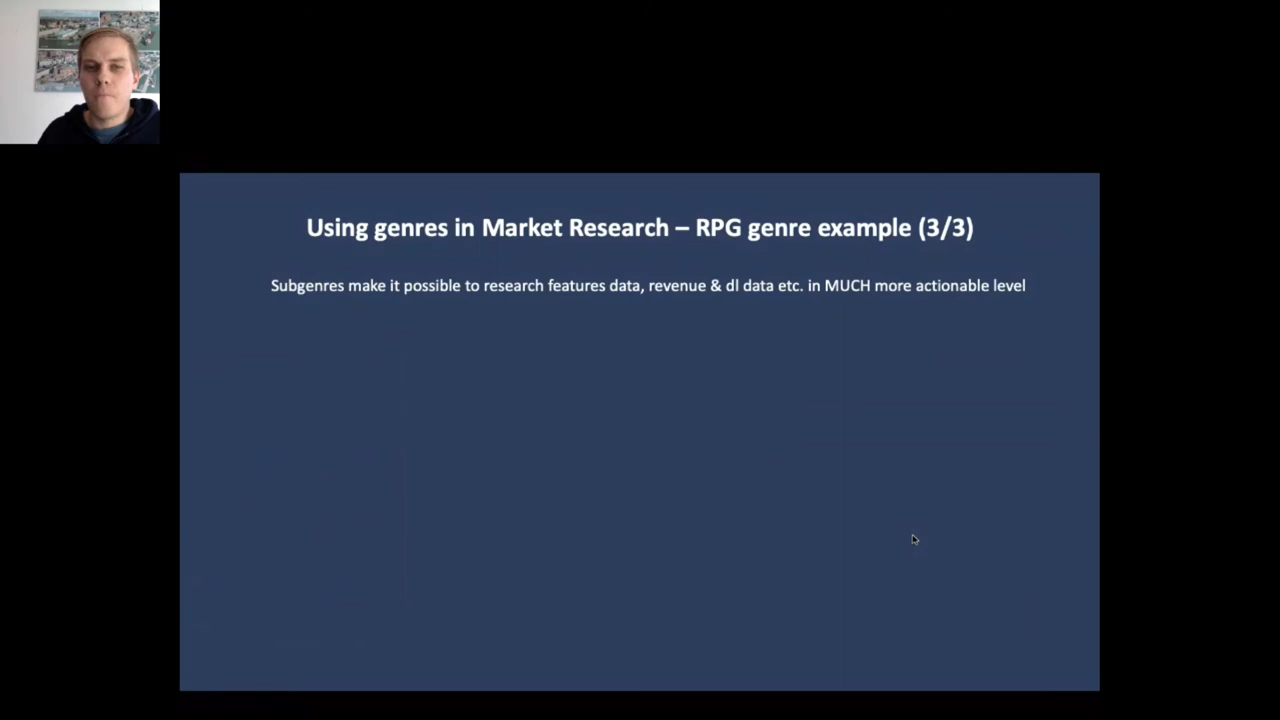 Using genres in Market Research – RPG genre example (3/3)
Subgenres make it possible to research features data, revenue & dl data etc. in MUCH more actionable level